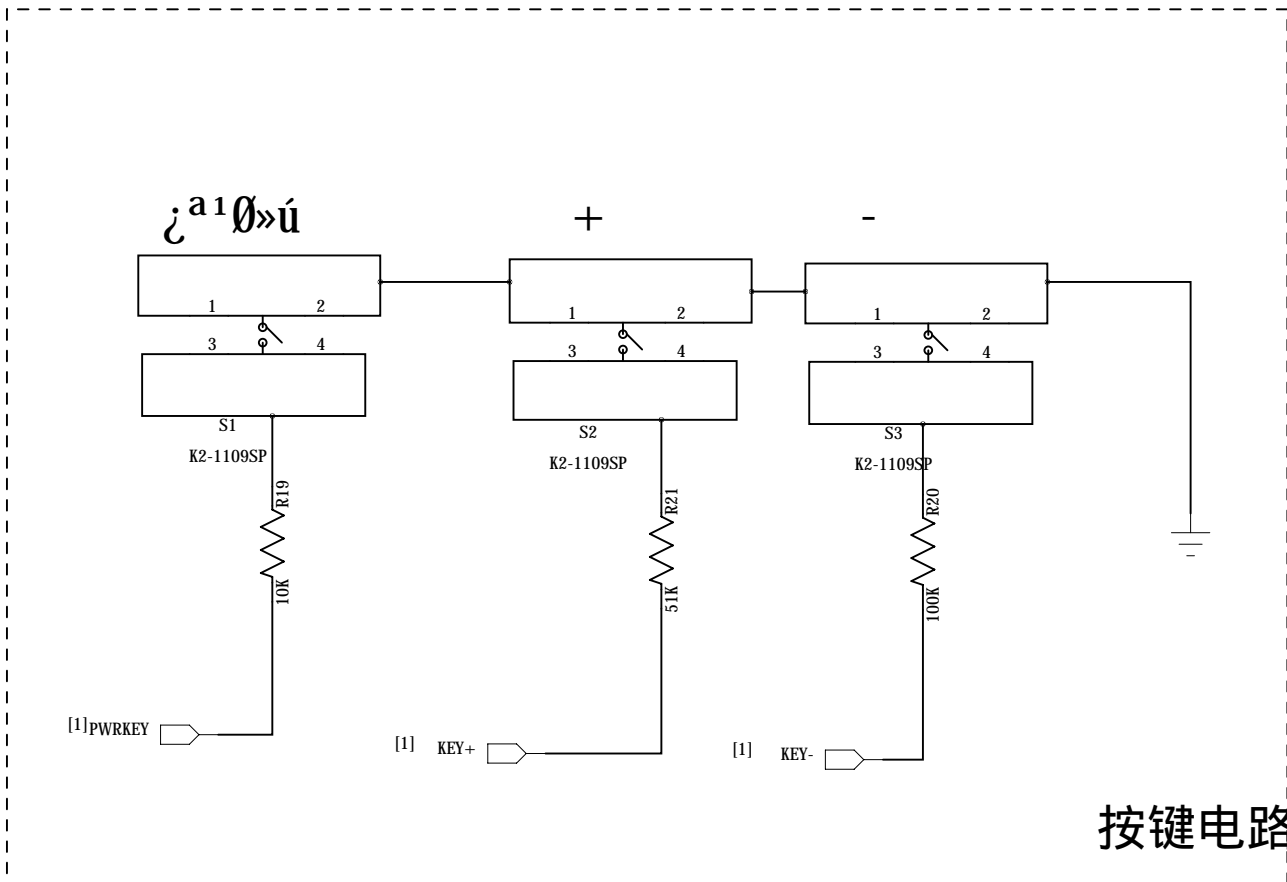 ¿ª¹Ø»ú
+
-
1 2
3 4
S1
K2-1109SP
R19
10K
[1]PWRKEY
1 2
3 4
S2
K2-1109SP
R21
51K
[1] KEY+
1 2
3 4
S3
K2-1109SP
R20
100K
[1] KEY-
按键电路